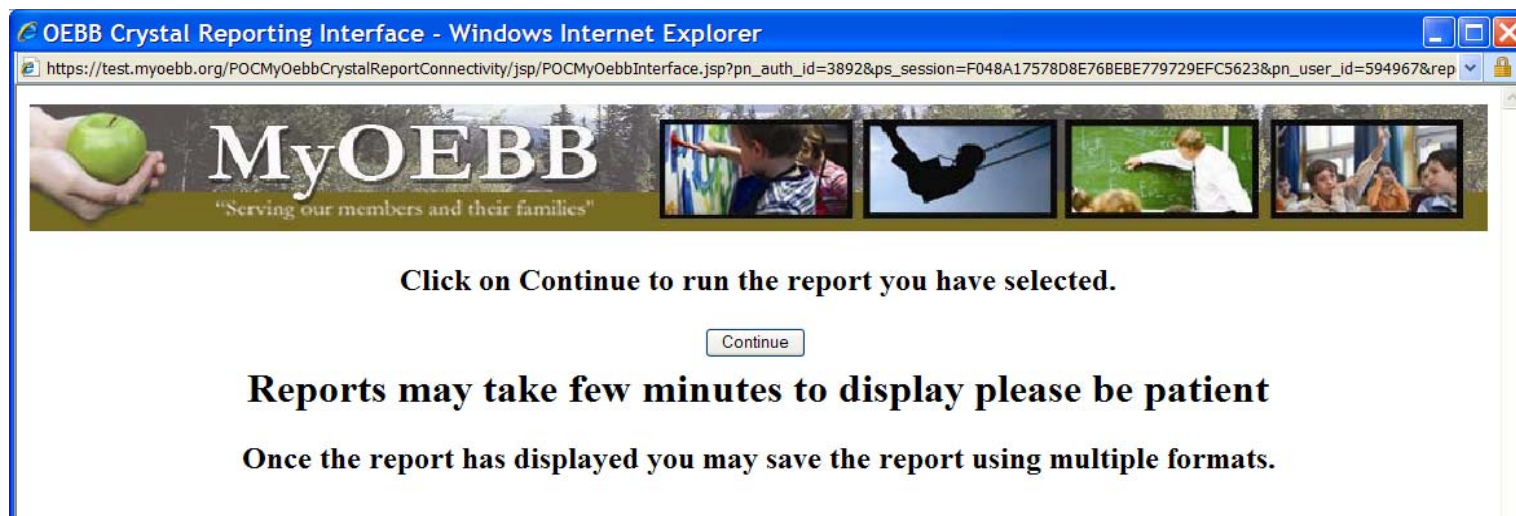 OEBB Crystal Reporting Interface - Windows Internet Explorer
https://test.myoebb.org/POCMyOebbCrystalReportConnectivity/jsp/POCMyOebbInterface.jsp?pn_auth_id=3892&ps_session=F048A17578D8E76BEBE779729EFC5623&pn_user_id=594967&rep
MyOEBB
"Serving our members and their families"
Click on Continue to run the report you have selected.
Continue
Reports may take few minutes to display please be patient
Once the report has displayed you may save the report using multiple formats.